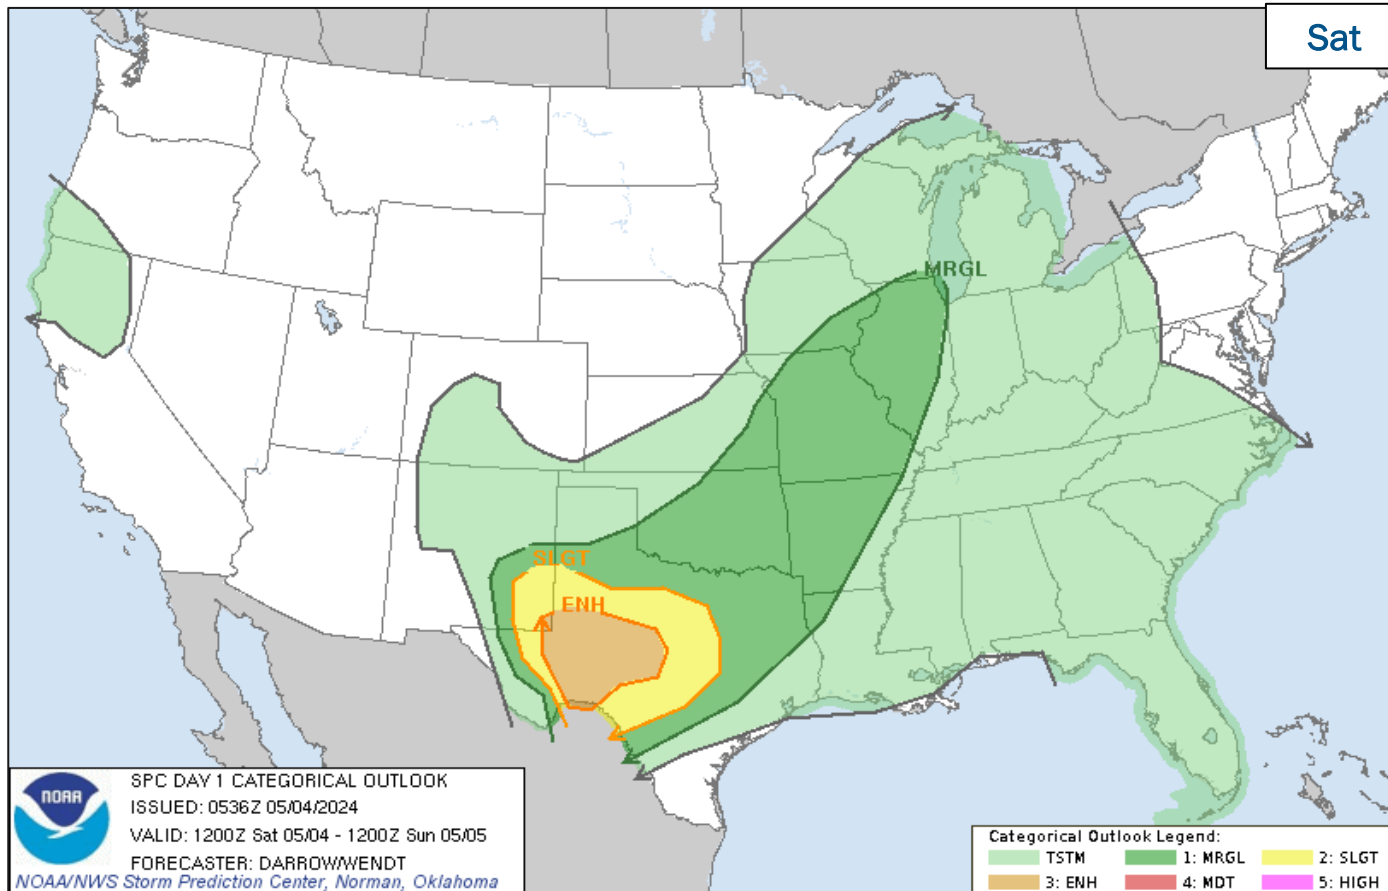 Sat
MRGL
SLGT
ENH
NOAA
SPC DAY 1 CATEGORICAL OUTLOOK
ISSUED: 0536Z 05/04/2024
VALID: 1200Z Sat 05/04 - 1200Z Sun 05/05
FORECASTER: DARROW/WENDT
NOAA/NWS Storm Prediction Center, Norman, Oklahoma
Categorical Outlook Legend:
TSTM 1: MRGL 2: SLGT
3: ENH 4: MDT 5: HIGH